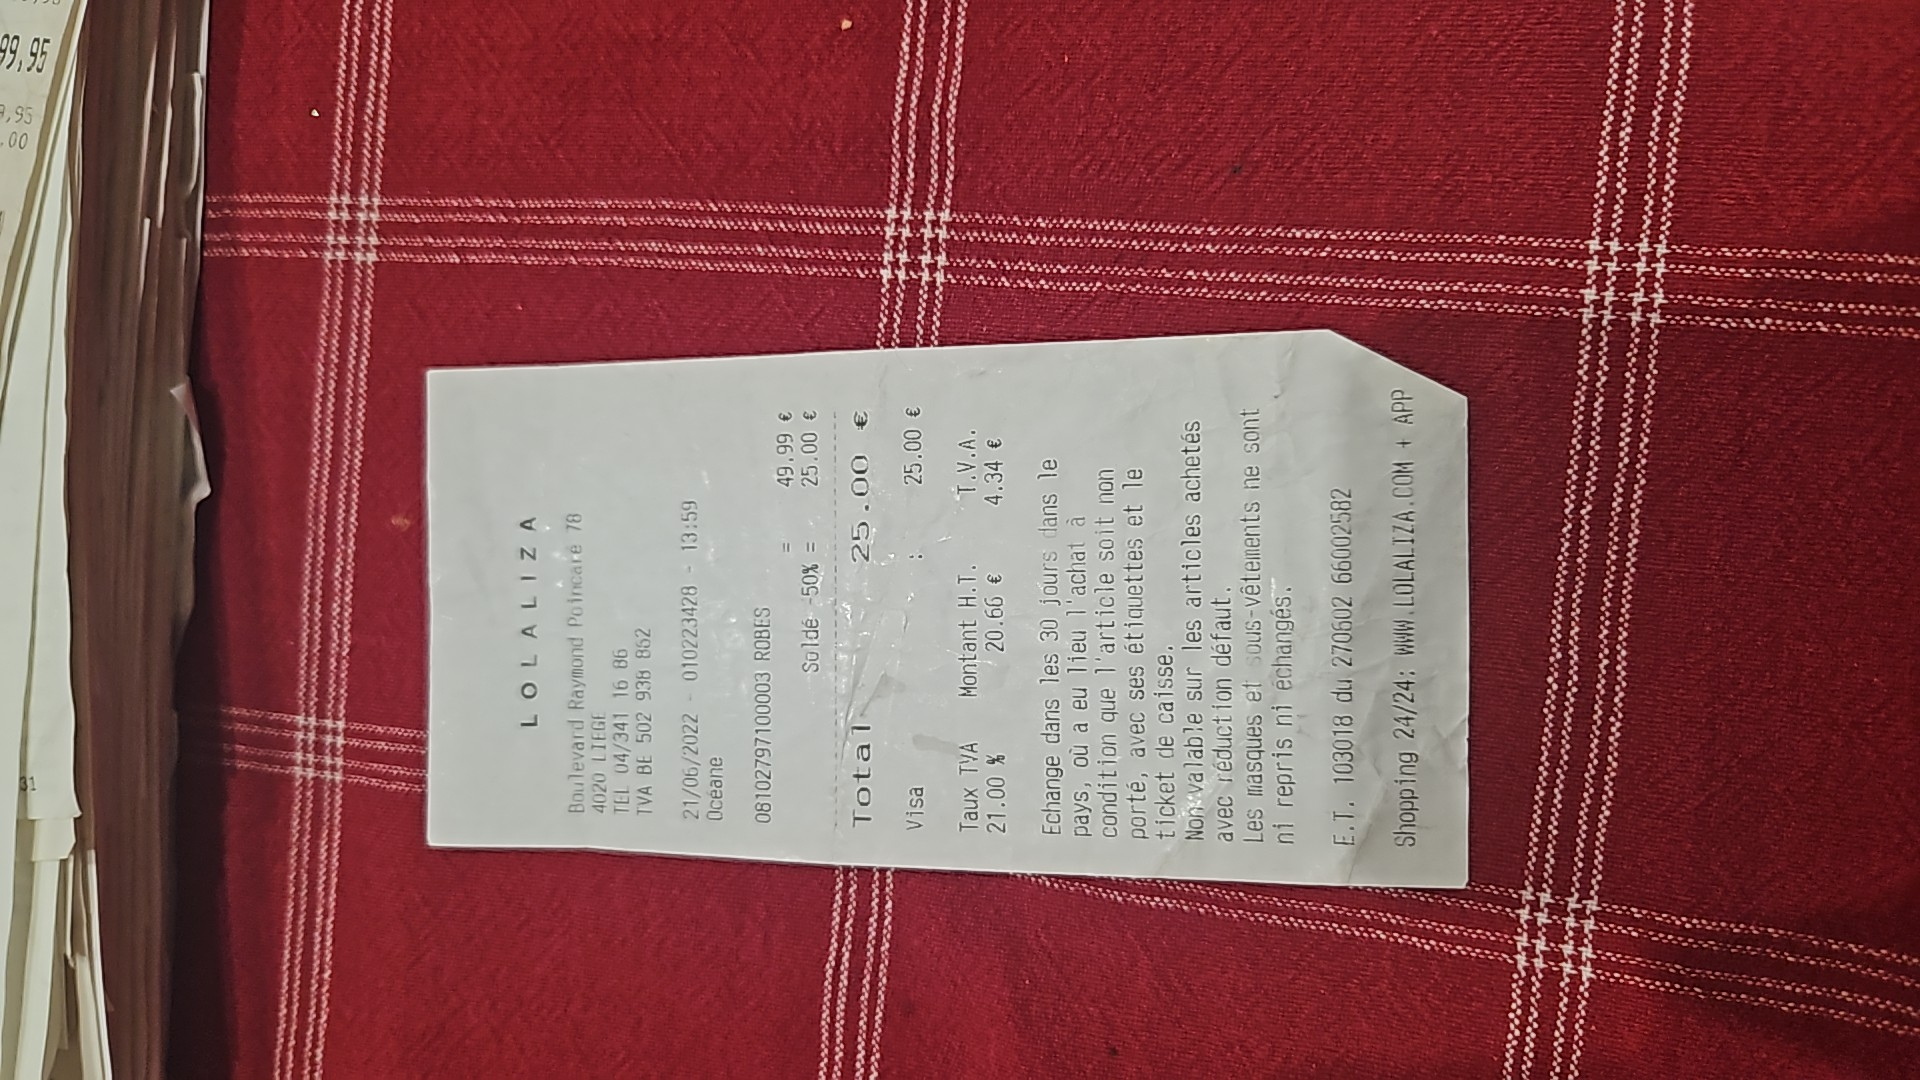 LOLALIZA
Boulevard Raymond Poincaré 78
4020 LIEGE
TEL 04/341 16 86
TVA BE 502 938 862
21/06/2022 - 010223428 - 13:59
Océane
08102797100003 ROBES = 49.99 €
Soldé -50% = 25.00 €
Total 25.00 €
Visa : 25.00 €
Taux TVA Montant H.T. T.V.A.
21.00 % 20.66 € 4.34 €
Echange dans les 30 jours dans le
pays, où a eu lieu l'achat à
condition que l'article soit non
porté, avec ses étiquettes et le
ticket de caisse.
Non valable sur les articles achetés
avec réduction défaut.
Les masques et sous-vêtements ne sont
ni repris ni échangés.
E.T. 103018 du 270602 66002582
Shopping 24/24: WWW.LOLALIZA.COM + APP
99,95
.00
31